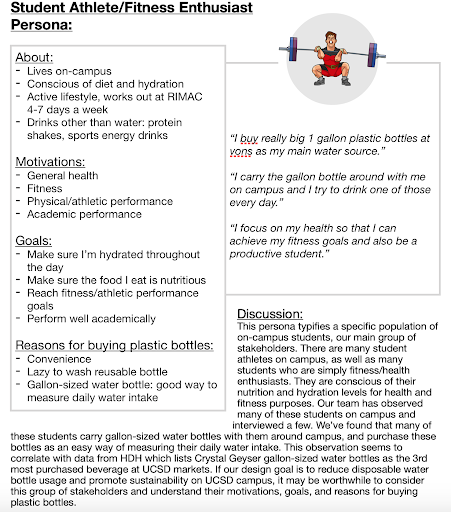 Student Athlete/Fitness Enthusiast
Persona:
About:
- Lives on-campus
- Conscious of diet and hydration
- Active lifestyle, works out at RIMAC
4-7 days a week
- Drinks other than water: protein
shakes, sports energy drinks
Motivations:
- General health
- Fitness
- Physical/athletic performance
- Academic performance
Goals:
- Make sure I'm hydrated throughout
the day
- Make sure the food I eat is nutritious
- Reach fitness/athletic performance
goals
- Perform well academically
Reasons for buying plastic bottles:
- Convenience
- Lazy to wash reusable bottle
- Gallon-sized water bottle: good way to
measure daily water intake
“I buy really big 1 gallon plastic bottles at
vons as my main water source.”
“I carry the gallon bottle around with me
on campus and I try to drink one of those
every day.”
“I focus on my health so that I can
achieve my fitness goals and also be a
productive student.”
Discussion:
This persona typifies a specific population of
on-campus students, our main group of
stakeholders. There are many student
athletes on campus, as well as many
students who are simply fitness/health
enthusiasts. They are conscious of their
nutrition and hydration levels for health and
fitness purposes. Our team has observed
many of these students on campus and
interviewed a few. We've found that many of
these students carry gallon-sized water bottles with them around campus, and purchase these
bottles as an easy way of measuring their daily water intake. This observation seems to
correlate with data from HDH which lists Crystal Geyser gallon-sized water bottles as the 3rd
most purchased beverage at UCSD markets. If our design goal is to reduce disposable water
bottle usage and promote sustainability on UCSD campus, it may be worthwhile to consider
this group of stakeholders and understand their motivations, goals, and reasons for buying
plastic bottles.